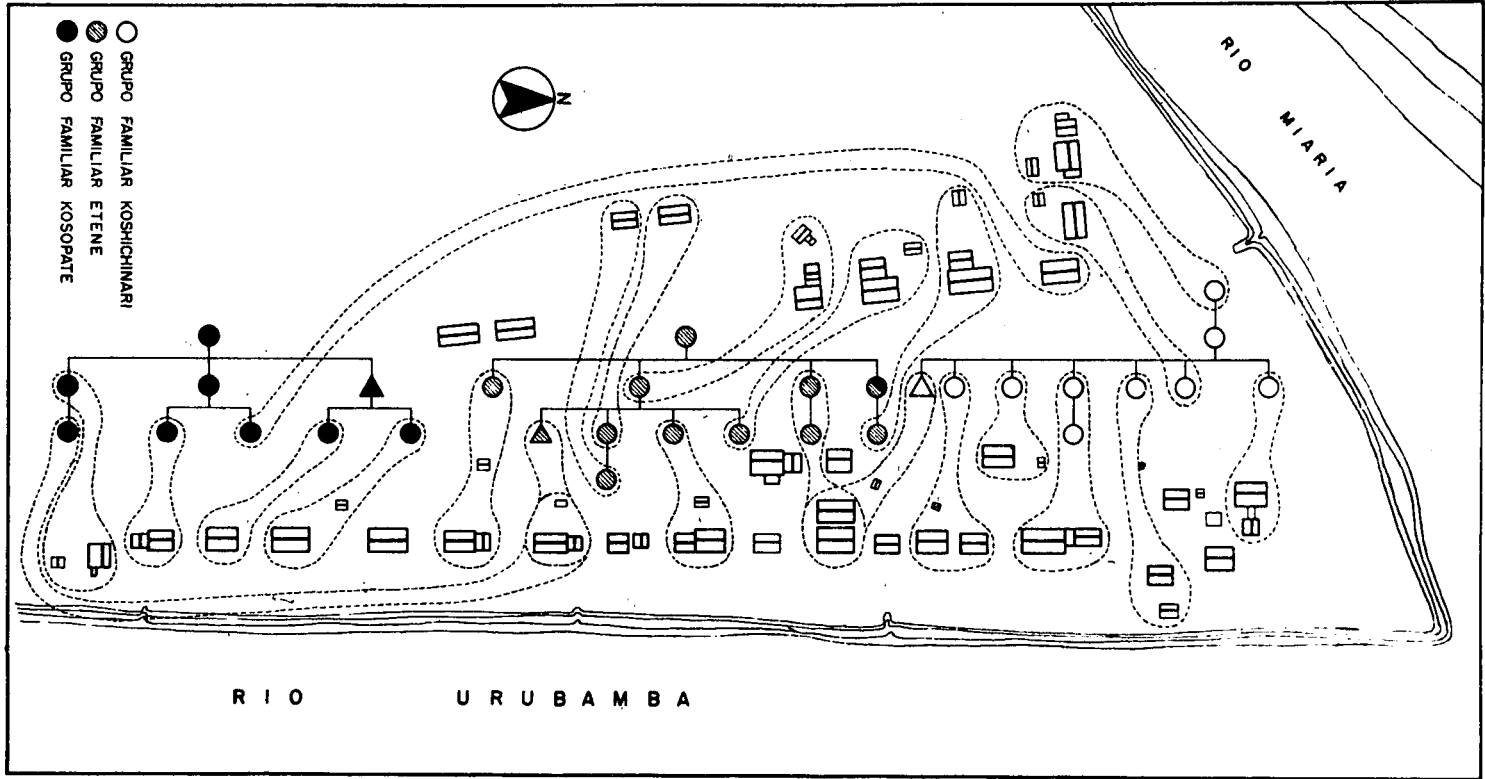 GRUPO FAMILIAR KOSHICHINARI
GRUPO FAMILIAR ETENE
GRUPO FAMILIAR KOSOPATE
N
RIO MIARIA
RIO URUBAMBA